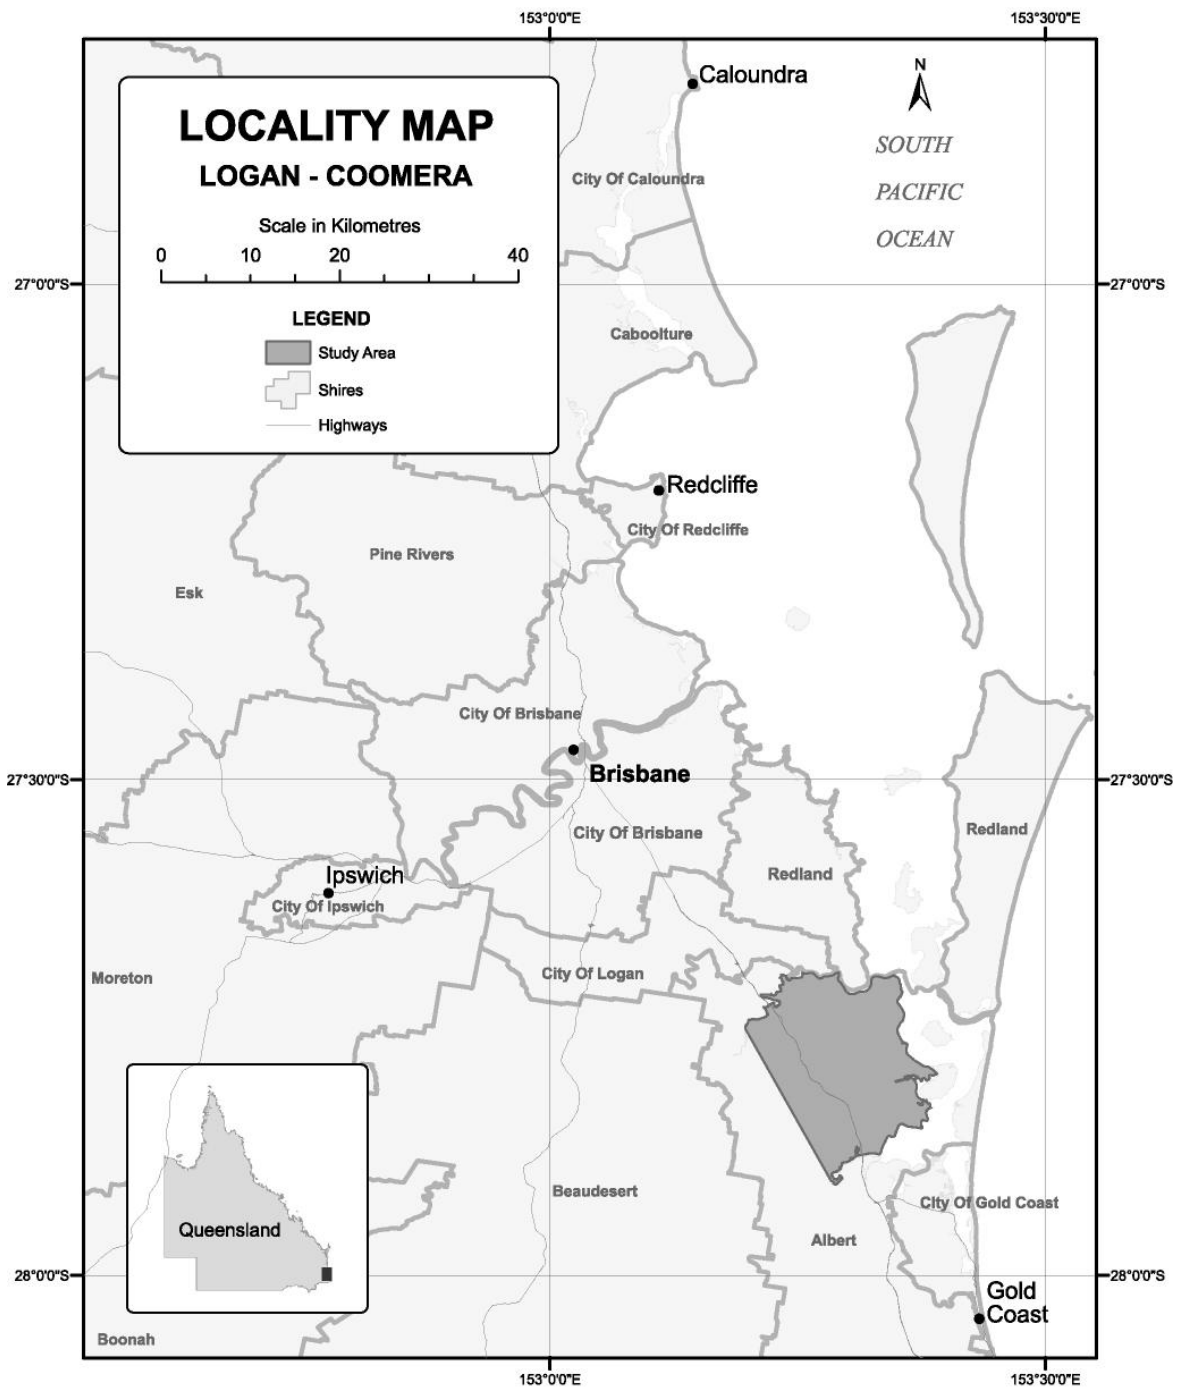 153°0'0"E
153°30'0"E
Caloundra
N
LOCALITY MAP
LOGAN - COOMERA
SOUTH
PACIFIC
OCEAN
City Of Caloundra
Scale in Kilometres
0 10 20 40
27°0'0"S
27°0'0"S
LEGEND
Study Area
Shires
Highways
Caboolture
Redcliffe
City Of Redcliffe
Pine Rivers
Esk
City Of Brisbane
Brisbane
27°30'0"S
27°30'0"S
City Of Brisbane
Redland
Redland
Ipswich
City Of Ipswich
City Of Logan
Moreton
Beaudesert
City Of Gold Coast
Queensland
Albert
28°0'0"S
28°0'0"S
Gold
Coast
Boonah
153°0'0"E
153°30'0"E